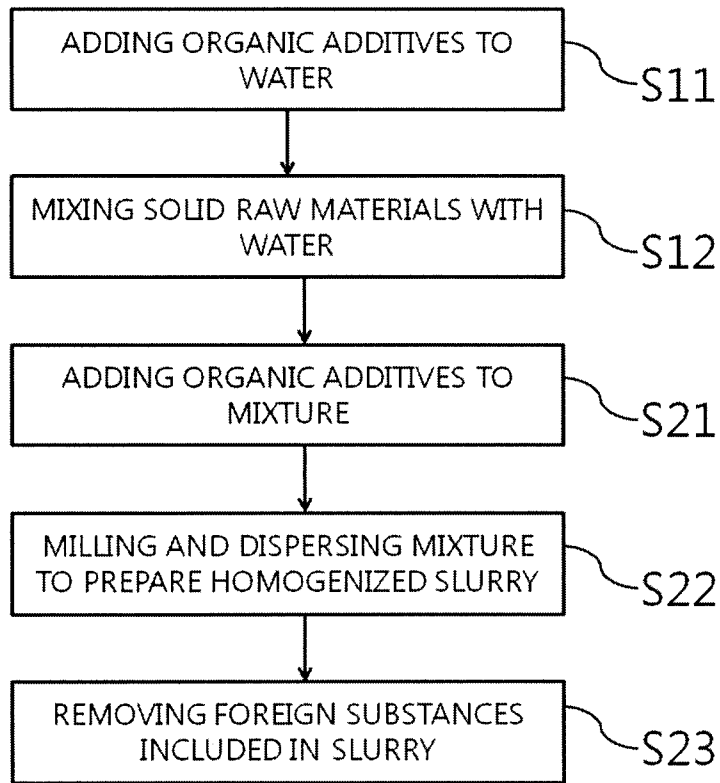 ADDING ORGANIC ADDITIVES TO
WATER
S11
MIXING SOLID RAW MATERIALS WITH
WATER
S12
ADDING ORGANIC ADDITIVES TO
MIXTURE
S21
MILLING AND DISPERSING MIXTURE
TO PREPARE HOMOGENIZED SLURRY
S22
REMOVING FOREIGN SUBSTANCES
INCLUDED IN SLURRY
S23